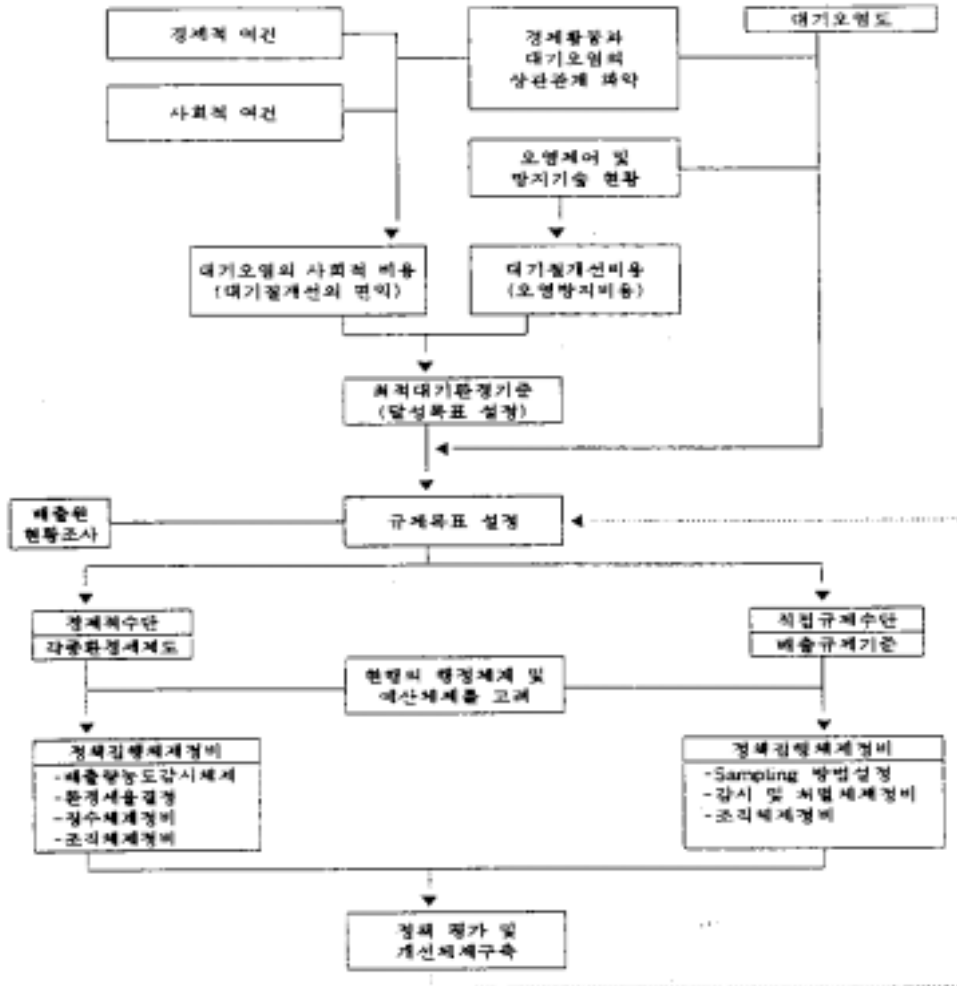 경제적 여건
경제활동과
대기오염의
상관관계 파악
대기오염도
사회적 여건
오염제어 및
방지기술 현황
대기오염의 사회적 비용
(대기질개선의 편익)
대기질개선비용
(오염방지비용)
최적대기환경기준
(달성목표 설정)
배출원
현황조사
규제목표 설정
경제적수단
각종환경세제도
직접규제수단
배출규제기준
현행의 행정체계 및
예산체제를 고려
정책집행체제정비
-배출량농도감시체제
-환경세율결정
-징수체제정비
-조직체제정비
정책집행체제정비
-Sampling 방법설정
-감시 및 처벌체제정비
-조직체제정비
정책 평가 및
개선체제구축